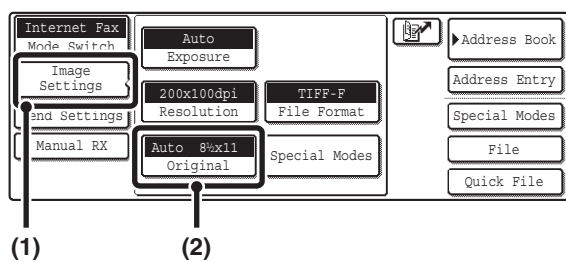 Internet Fax
Mode Switch
Image
Settings
end Settings
Manual RX
Auto
Exposure
200x100dpi
Resolution
TIFF-F
File Format
Auto 8½x11
Original
Special Modes
Address Book
Address Entry
Special Modes
File
Quick File
(1)
(2)